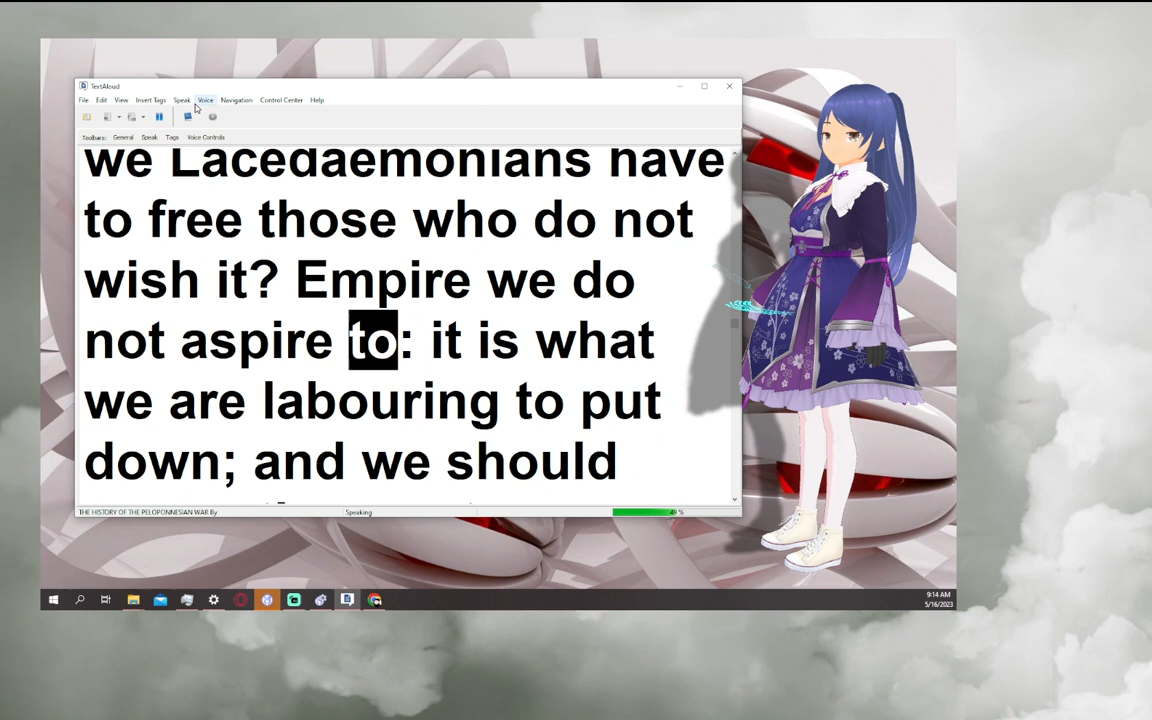 TextAloud
File Edit View Insert Tags Speak Voice Navigation Control Center Help
Toolbars: General Speak Tags Voice Controls
we Lacedaemonians have
to free those who do not
wish it? Empire we do
not aspire to: it is what
we are labouring to put
down; and we should
THE HISTORY OF THE PELOPONNESIAN WAR By Speaking 49 %
9:14 AM
5/16/2023